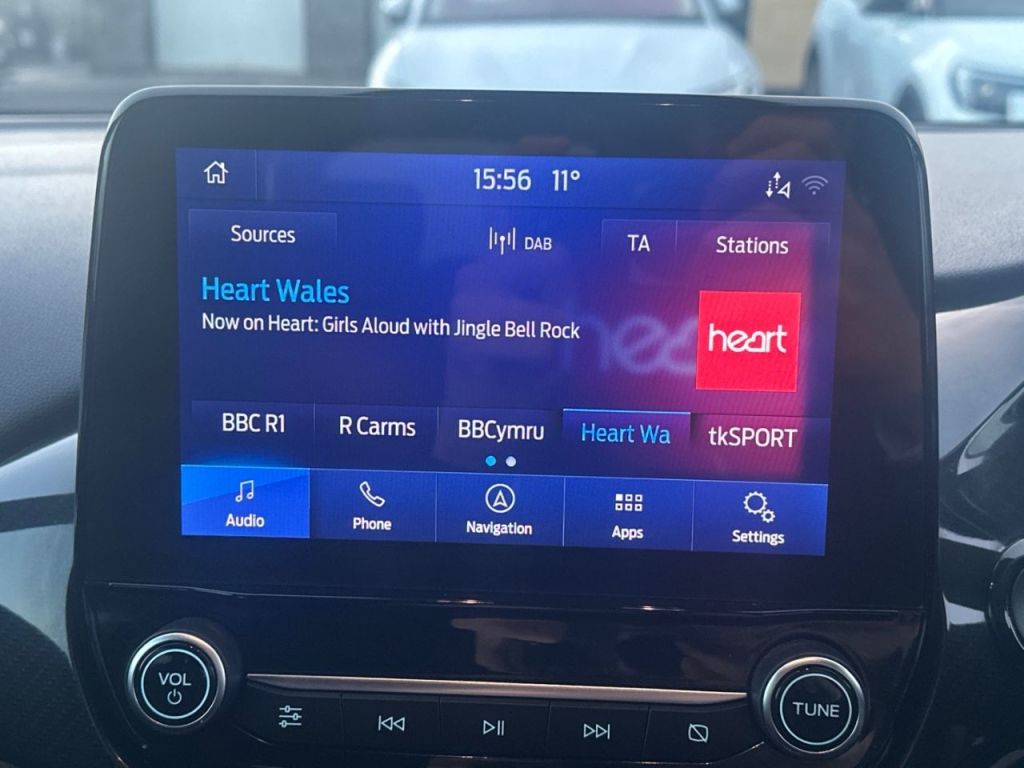 15:56 11°
Sources DAB TA Stations
Heart Wales
Now on Heart: Girls Aloud with Jingle Bell Rock
heart
hea
BBC R1 R Carms BBCymru Heart Wa tkSPORT
Audio Phone Navigation Apps Settings
VOL
TUNE